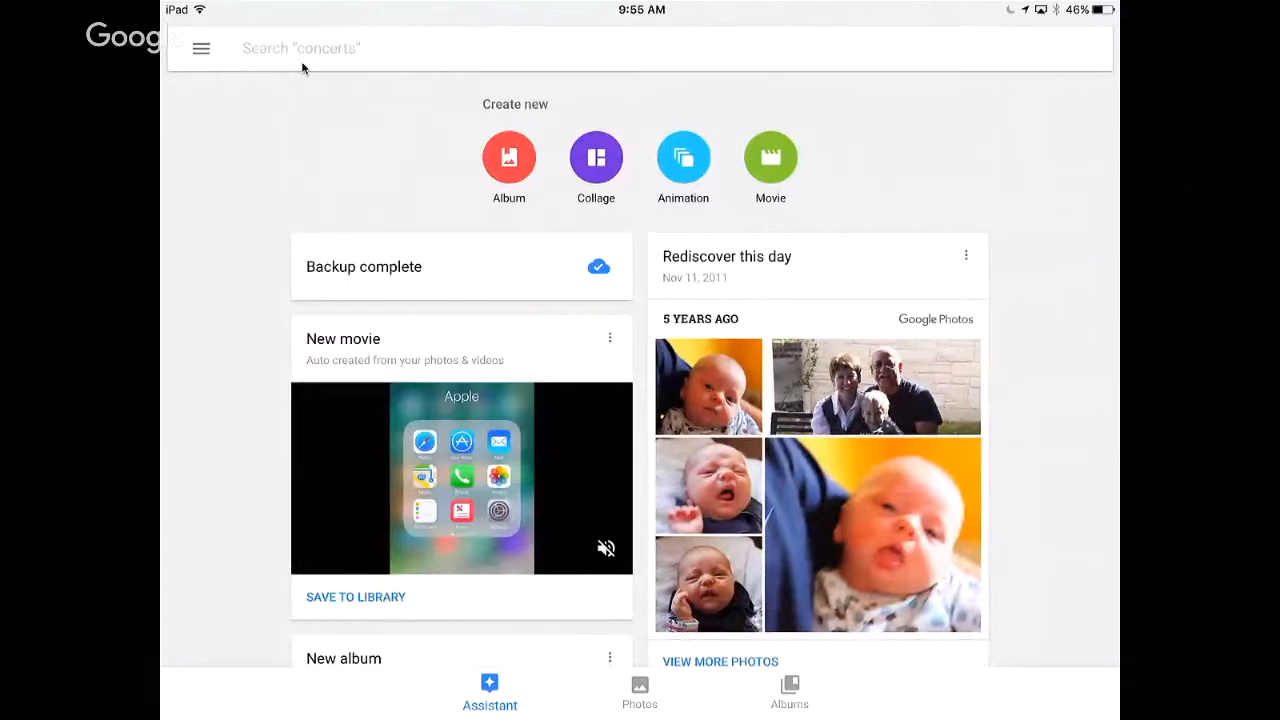 iPad 9:55 AM 46%
Goog
Search "concerts"
Create new
Album Collage Animation Movie
Backup complete
Rediscover this day
Nov 11, 2011
5 YEARS AGO Google Photos
New movie
Auto created from your photos & videos
Apple
SAVE TO LIBRARY
New album
VIEW MORE PHOTOS
Assistant Photos Albums